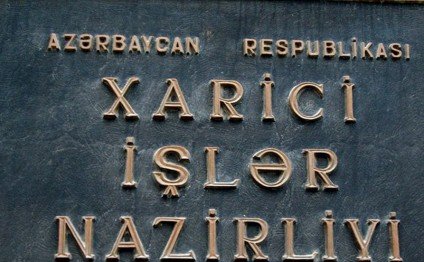 AZƏRBAYCAN RESPUBLİKASI
XARİCİ
İŞLƏR
NAZİRLİYİ